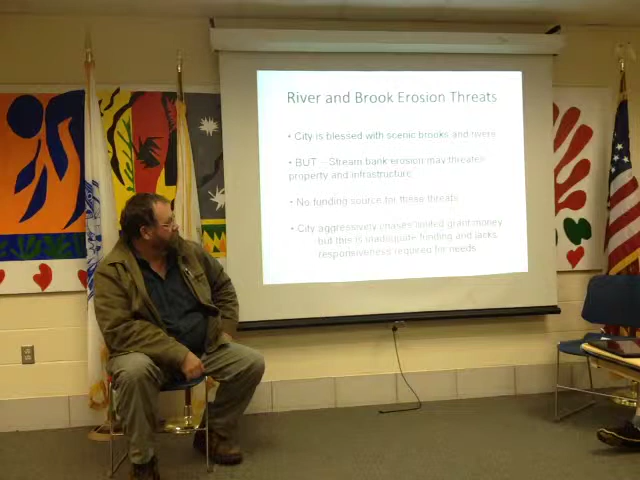 River and Brook Erosion Threats
• City is blessed with scenic brooks and rivers
• BUT – Stream bank erosion may threaten
property and infrastructure
• No funding source for these threats
• City aggressively chases limited grant money
but this is inadequate funding and lacks
responsiveness required for needs